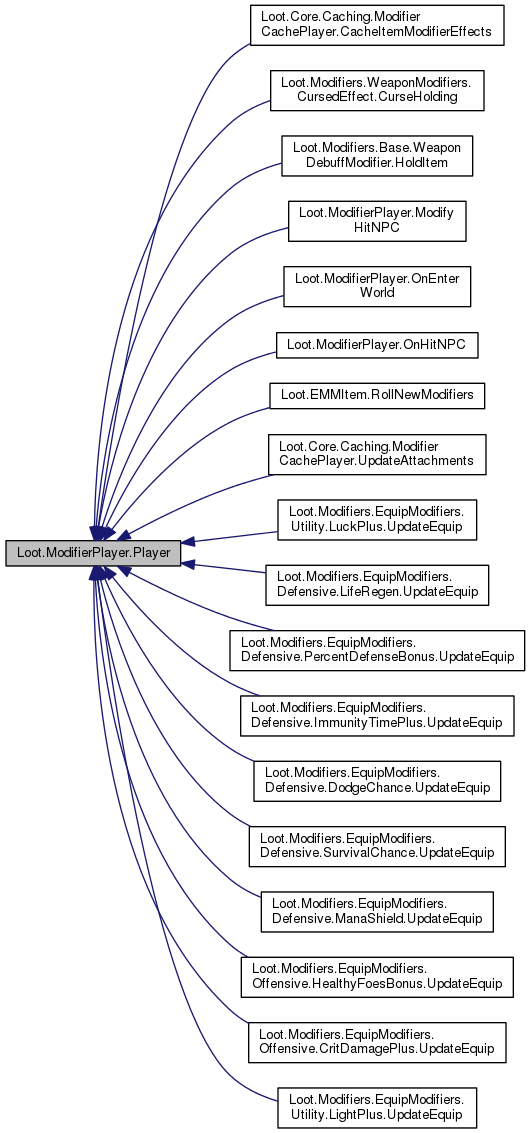 Loot.Core.Caching.Modifier
CachePlayer.CacheItemModifierEffects
Loot.Modifiers.WeaponModifiers.
CursedEffect.CurseHolding
Loot.Modifiers.Base.Weapon
DebuffModifier.HoldItem
Loot.ModifierPlayer.Modify
HitNPC
Loot.ModifierPlayer.OnEnter
World
Loot.ModifierPlayer.OnHitNPC
Loot.EMMItem.RollNewModifiers
Loot.Core.Caching.Modifier
CachePlayer.UpdateAttachments
Loot.Modifiers.EquipModifiers.
Utility.LuckPlus.UpdateEquip
Loot.ModifierPlayer.Player
Loot.Modifiers.EquipModifiers.
Defensive.LifeRegen.UpdateEquip
Loot.Modifiers.EquipModifiers.
Defensive.PercentDefenseBonus.UpdateEquip
Loot.Modifiers.EquipModifiers.
Defensive.ImmunityTimePlus.UpdateEquip
Loot.Modifiers.EquipModifiers.
Defensive.DodgeChance.UpdateEquip
Loot.Modifiers.EquipModifiers.
Defensive.SurvivalChance.UpdateEquip
Loot.Modifiers.EquipModifiers.
Defensive.ManaShield.UpdateEquip
Loot.Modifiers.EquipModifiers.
Offensive.HealthyFoesBonus.UpdateEquip
Loot.Modifiers.EquipModifiers.
Offensive.CritDamagePlus.UpdateEquip
Loot.Modifiers.EquipModifiers.
Utility.LightPlus.UpdateEquip